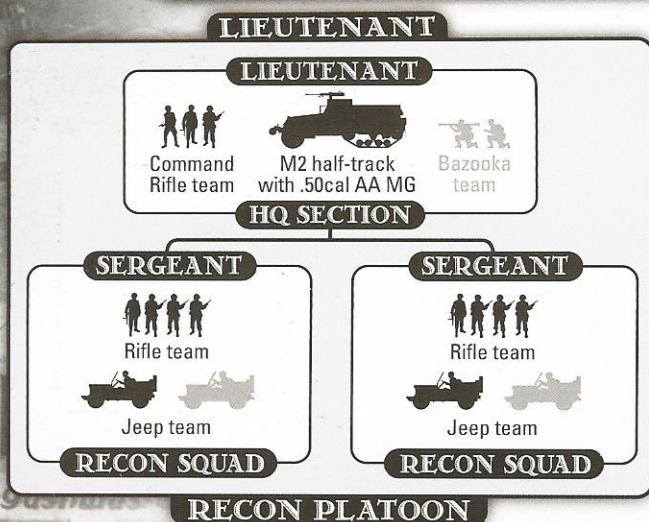 LIEUTENANT
LIEUTENANT
Command
Rifle team
M2 half-track
with .50cal AA MG
Bazooka
team
HQ SECTION
SERGEANT
Rifle team
Jeep team
RECON SQUAD
SERGEANT
Rifle team
Jeep team
RECON SQUAD
RECON PLATOON